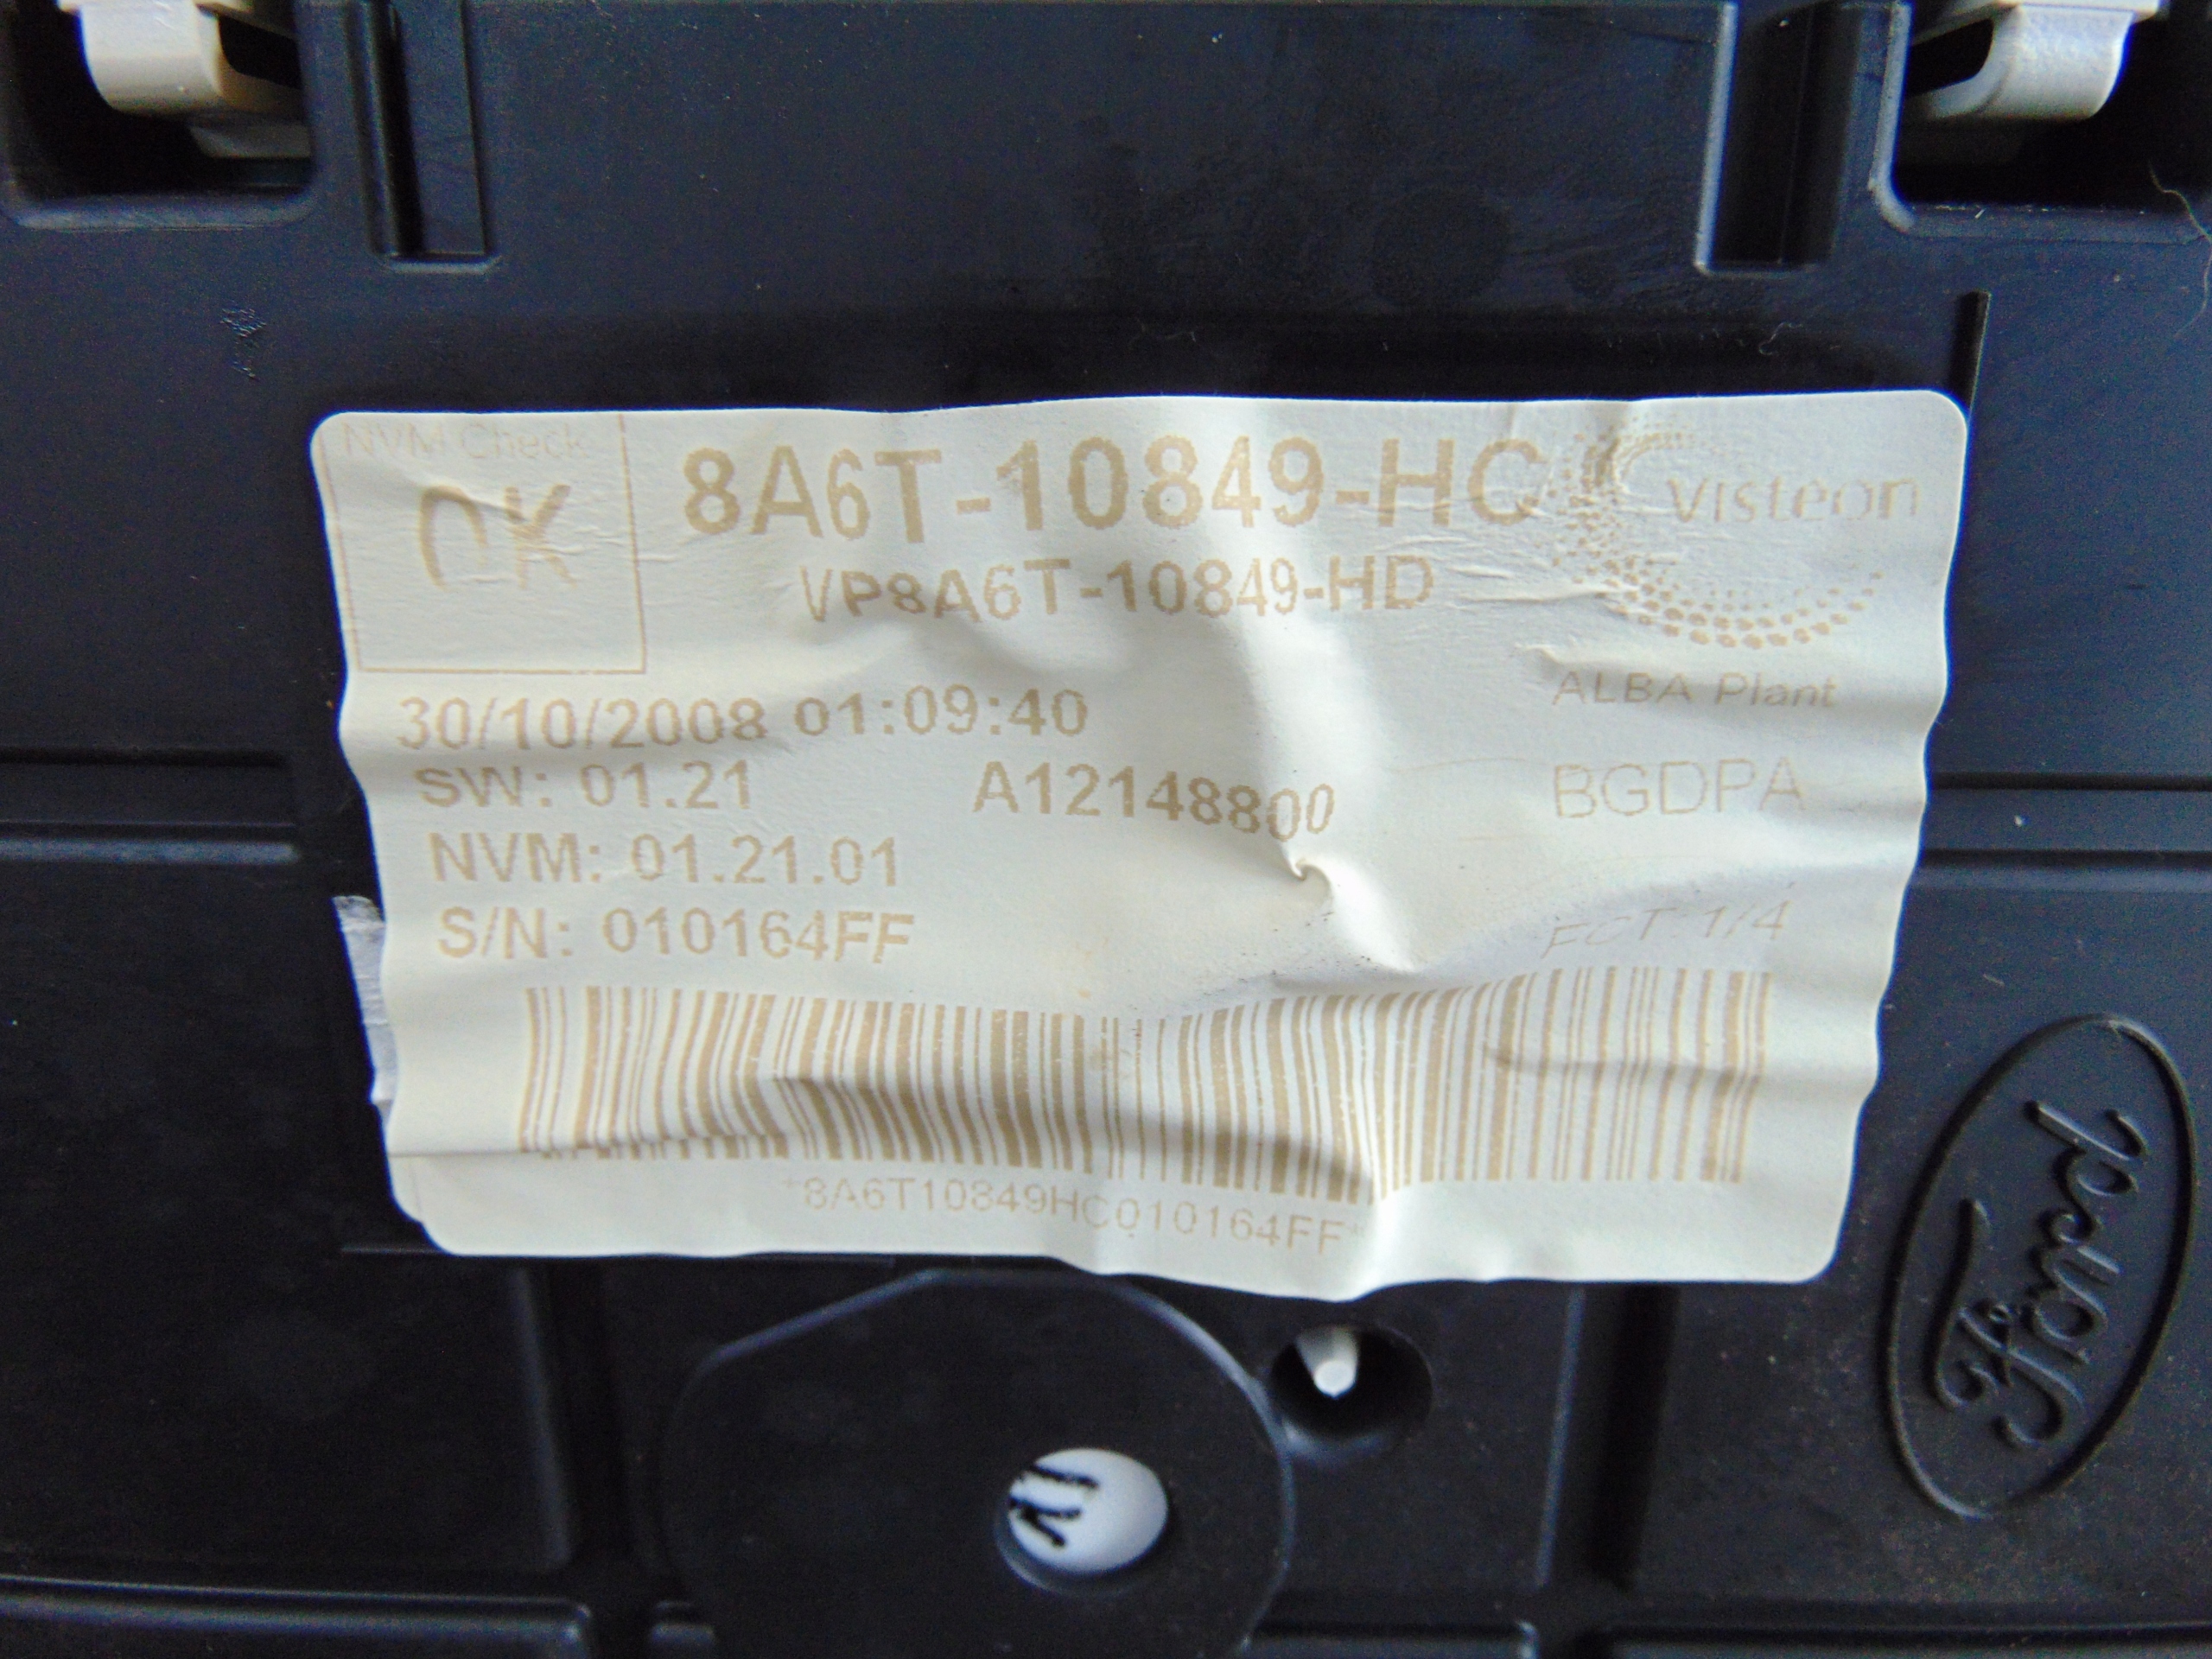 NVM Check
OK
8A6T-10849-HC
Visteon
VP8A6T-10849-HD
ALBA Plant
30/10/2008 01:09:40
SW: 01.21
A12148800
BGDPA
NVM: 01.21.01
S/N: 010164FF
FCT:1/4
*8A6T10849HC010164FF*
Ford